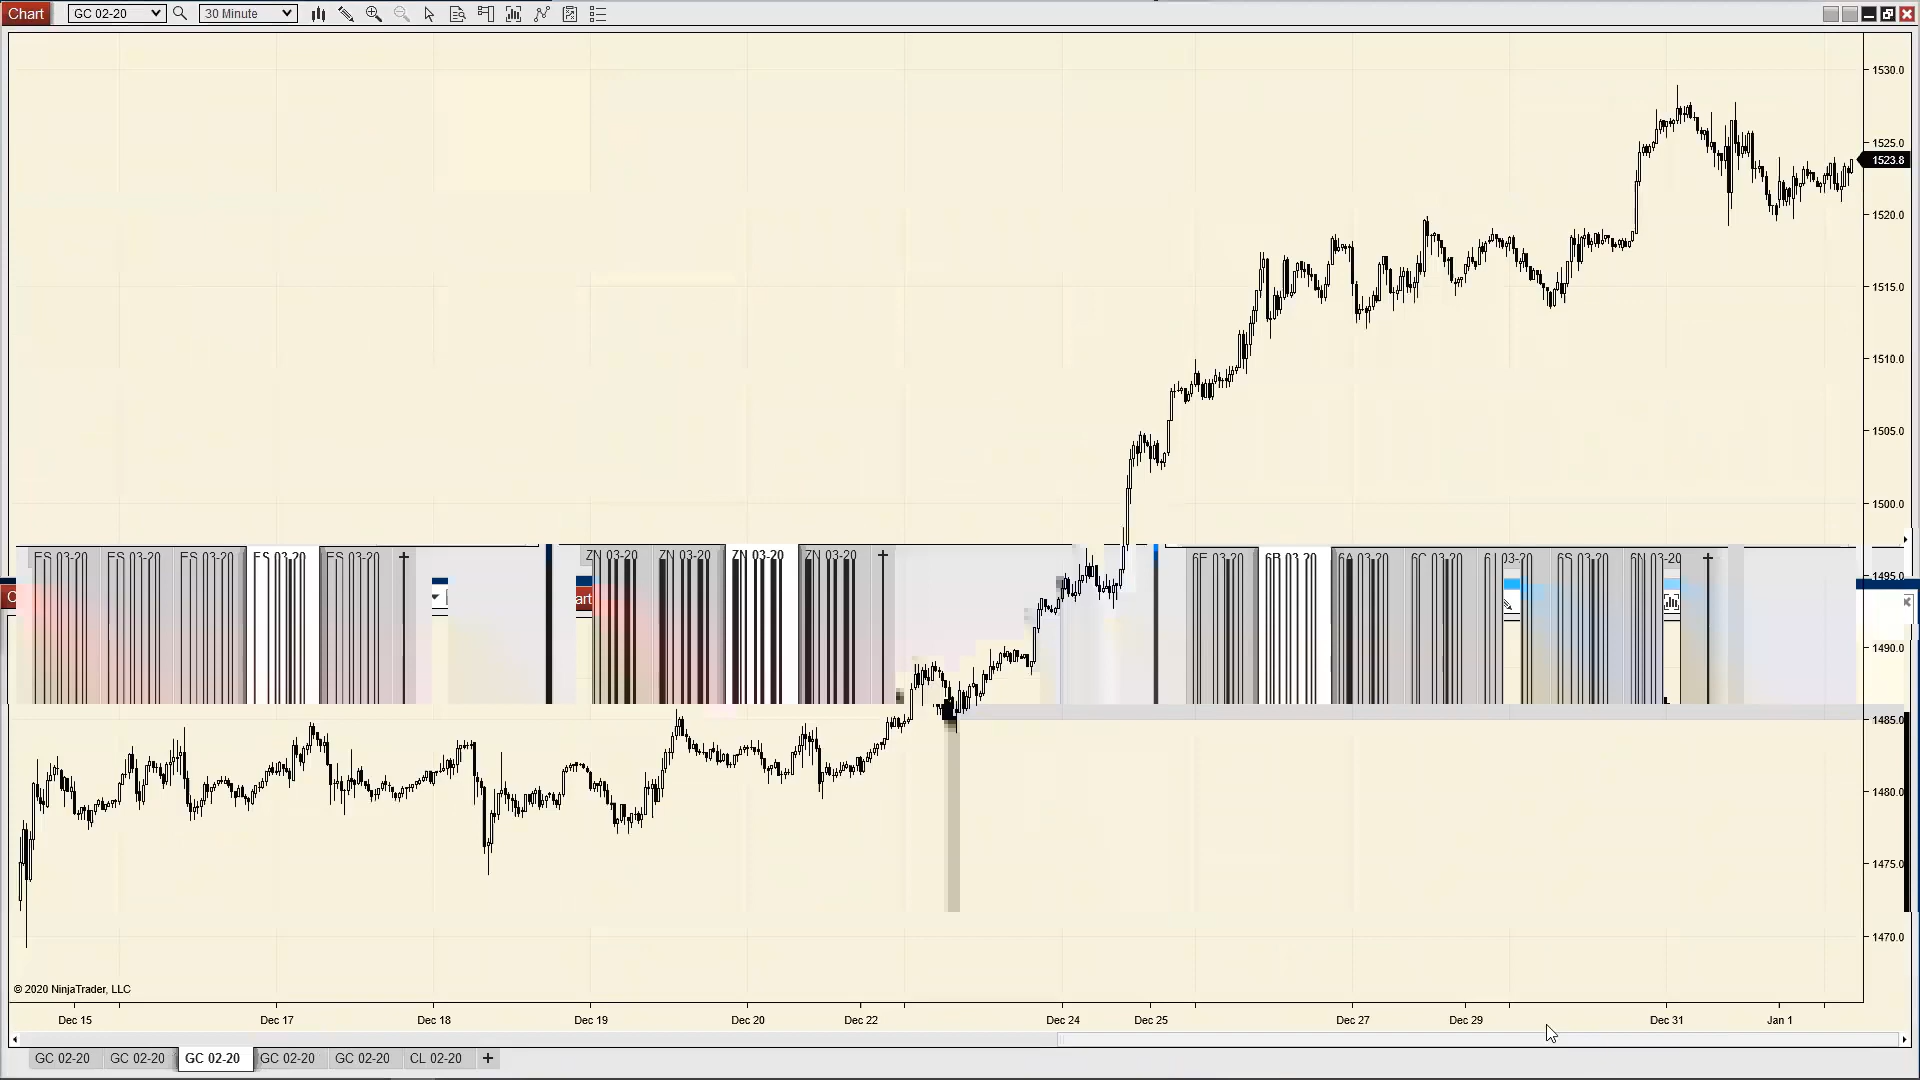 Chart GC 02-20 30 Minute
1530.0
1525.0
1523.8
1520.0
1515.0
1510.0
1505.0
1500.0
ES 03-20 ES 03-20 ES 03-20 ES 03-20 ES 03-20 + ZN 03-20 ZN 03-20 ZN 03-20 ZN 03-20 + 6E 03-20 6B 03-20 6A 03-20 6C 03-20 6J 03-20 6S 03-20 6N 03-20 +
1495.0
art
1490.0
1485.0
1480.0
1475.0
1470.0
© 2020 NinjaTrader, LLC
Dec 15 Dec 17 Dec 18 Dec 19 Dec 20 Dec 22 Dec 24 Dec 25 Dec 27 Dec 29 Dec 31 Jan 1
GC 02-20 GC 02-20 GC 02-20 GC 02-20 GC 02-20 CL 02-20 +